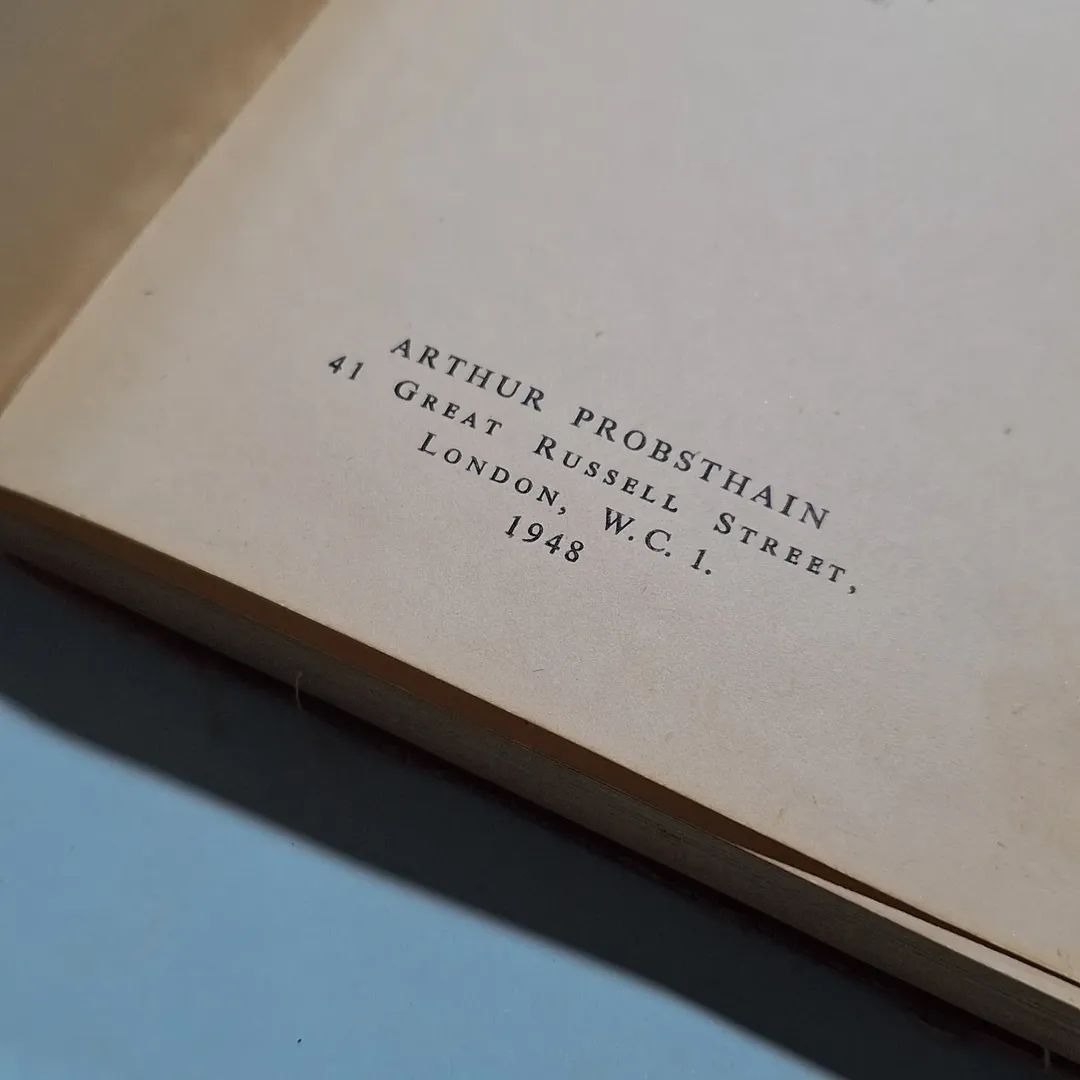 ARTHUR PROBSTHAIN
41 GREAT RUSSELL STREET,
LONDON, W.C. 1.
1948